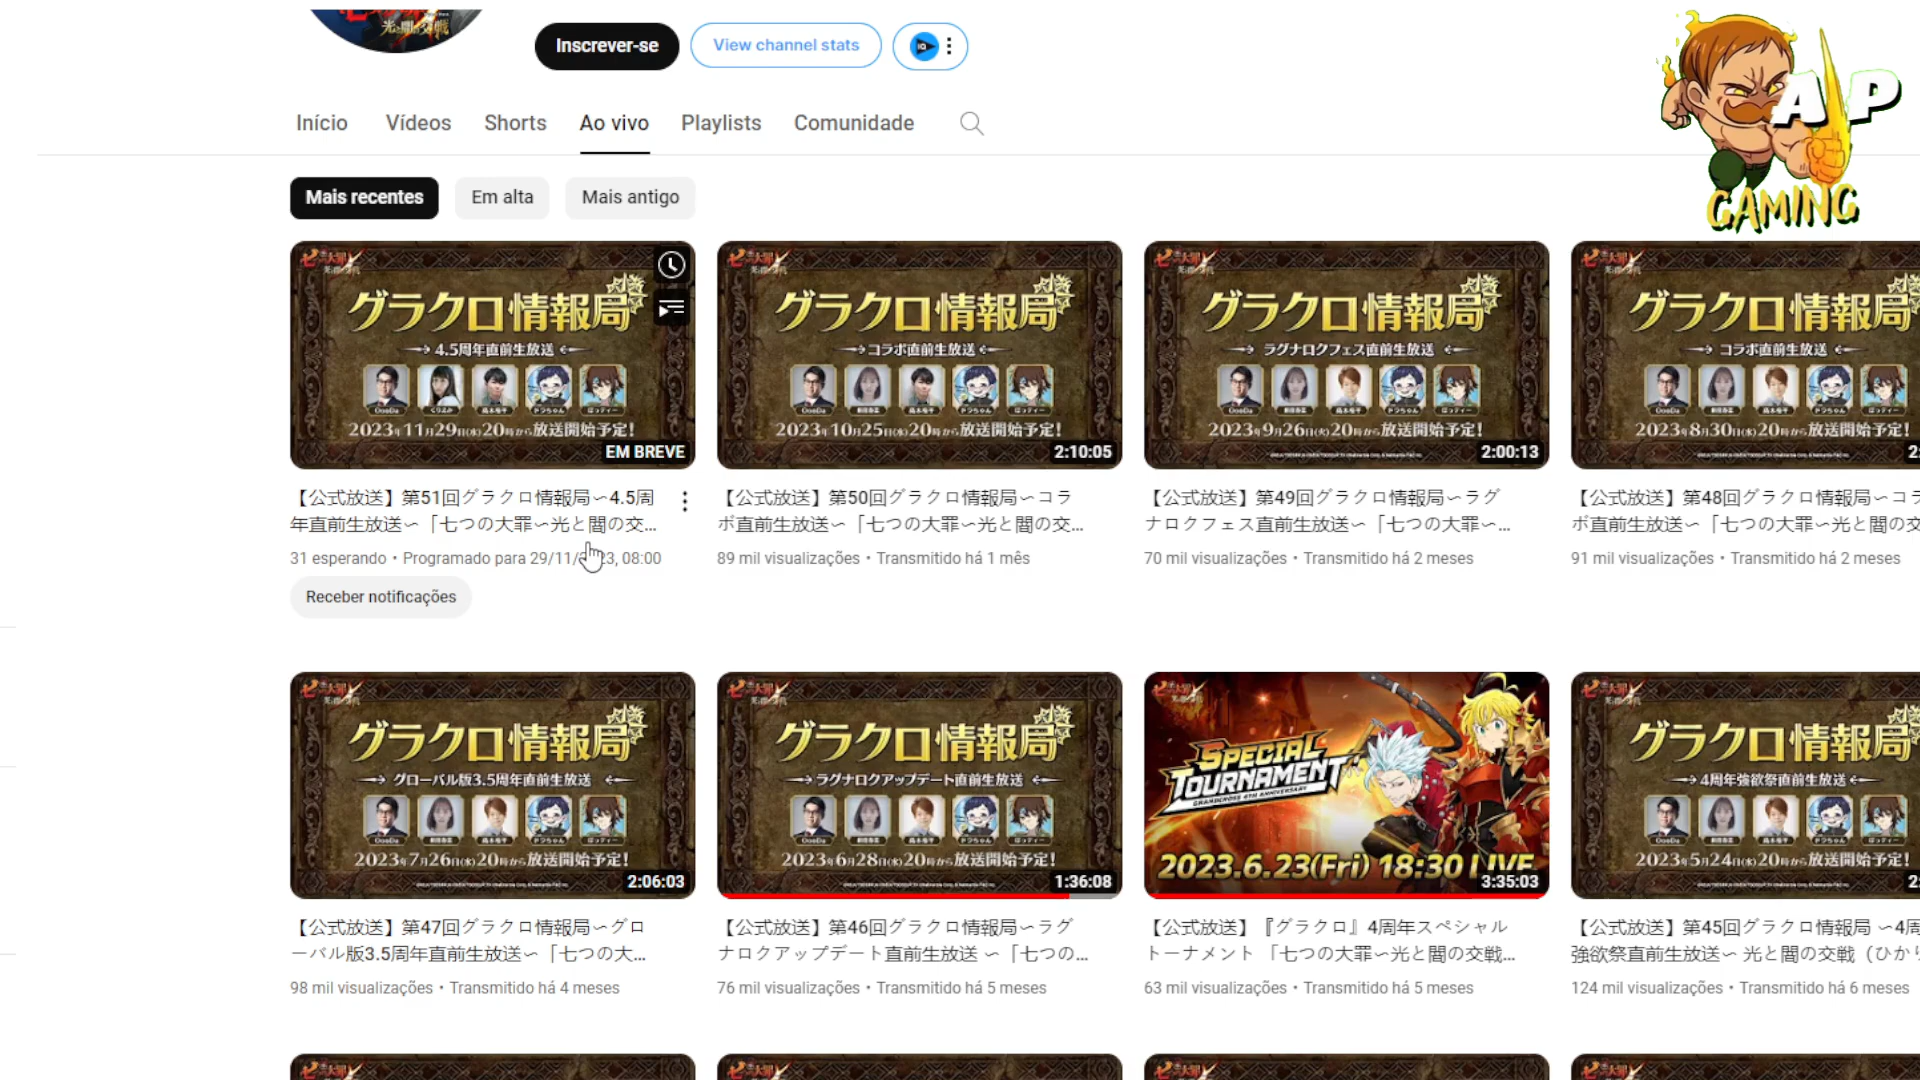 光と闇の交戦
Inscrever-se
View channel stats
Início
Vídeos
Shorts
Ao vivo
Playlists
Comunidade
AP
GAMING
Mais recentes
Em alta
Mais antigo
グラクロ情報局
4.5周年直前生放送
2023年11月29日(水)20時から放送開始予定!
EM BREVE
グラクロ情報局
コラボ直前生放送
2023年10月25日(水)20時から放送開始予定!
2:10:05
グラクロ情報局
ラグナロクフェス直前生放送
2023年9月26日(火)20時から放送開始予定!
2:00:13
グラクロ情報局
コラボ直前生放送
2023年8月30日(水)20時から放送開始予定!
【公式放送】第51回グラクロ情報局〜4.5周
年直前生放送〜「七つの大罪〜光と闇の交...
31 esperando • Programado para 29/11/2023, 08:00
Receber notificações
【公式放送】第50回グラクロ情報局〜コラ
ボ直前生放送〜「七つの大罪〜光と闇の交...
89 mil visualizações • Transmitido há 1 mês
【公式放送】第49回グラクロ情報局〜ラグ
ナロクフェス直前生放送〜「七つの大罪〜...
70 mil visualizações • Transmitido há 2 meses
【公式放送】第48回グラクロ情報局〜コラ
ボ直前生放送〜「七つの大罪〜光と闇の交
91 mil visualizações • Transmitido há 2 meses
グラクロ情報局
グローバル版3.5周年直前生放送
2023年7月26日(水)20時から放送開始予定!
2:06:03
グラクロ情報局
ラグナロクアップデート直前生放送
2023年6月28日(水)20時から放送開始予定!
1:36:08
SPECIAL
TOURNAMENT
GRANDCROSS 4TH ANNIVERSARY
2023.6.23(Fri) 18:30 LIVE
3:35:03
グラクロ情報局
4周年強欲祭直前生放送
2023年5月24日(水)20時から放送開始予定!
【公式放送】第47回グラクロ情報局〜グロ
ーバル版3.5周年直前生放送〜「七つの大...
98 mil visualizações • Transmitido há 4 meses
【公式放送】第46回グラクロ情報局〜ラグ
ナロクアップデート直前生放送 〜「七つの...
76 mil visualizações • Transmitido há 5 meses
【公式放送】『グラクロ』4周年スペシャル
トーナメント 「七つの大罪〜光と闇の交戦...
63 mil visualizações • Transmitido há 5 meses
【公式放送】第45回グラクロ情報局 〜4周
強欲祭直前生放送〜 光と闇の交戦（ひかり
124 mil visualizações • Transmitido há 6 meses